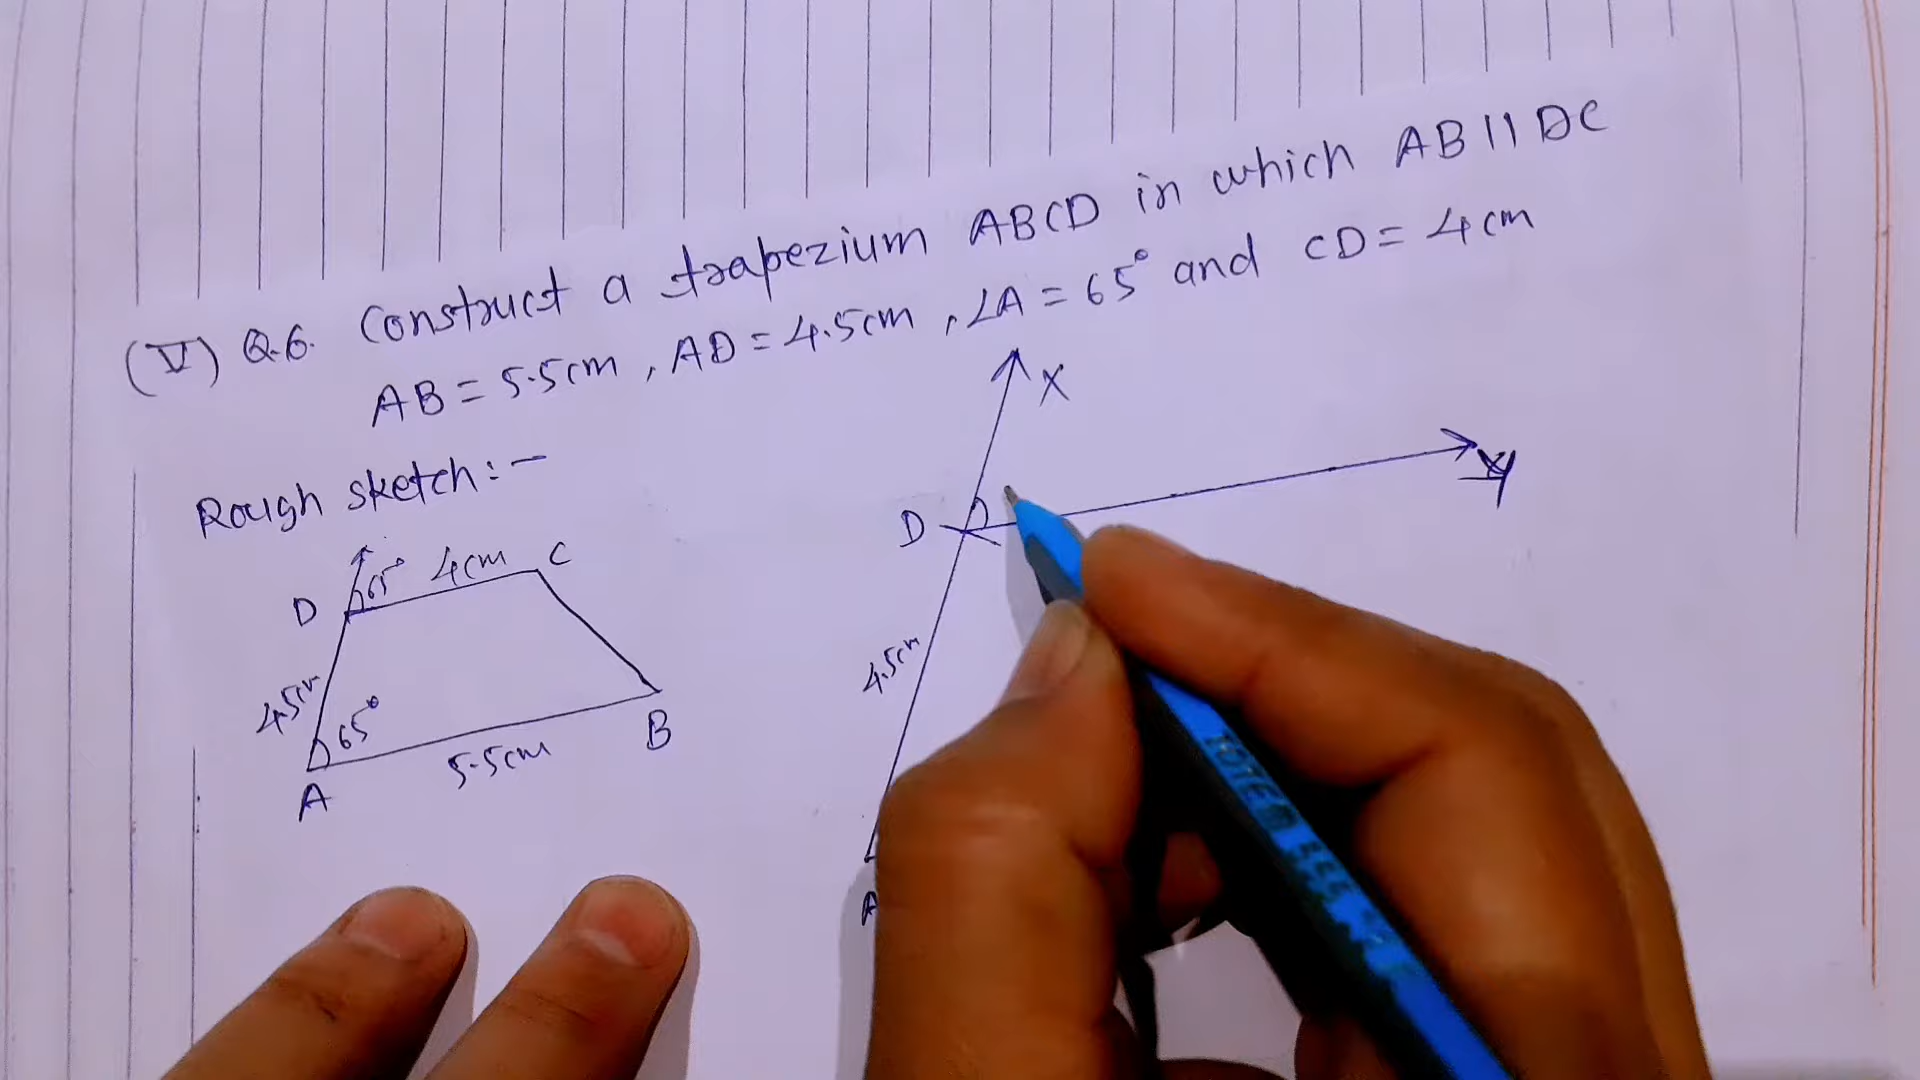 (V) Q.6. Construct a trapezium ABCD in which AB || DC
AB = 5.5cm, AD = 4.5cm, ∠A = 65° and CD = 4cm
Rough sketch:-
X
Y
D
4.5cm
A
D
65°
4cm
C
4.5cm
65°
A
5.5cm
B